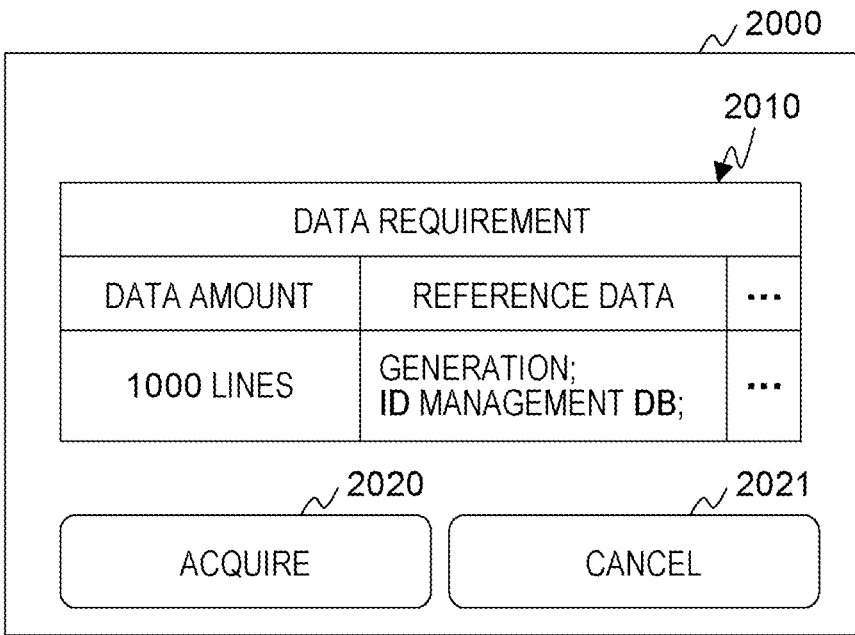 2000
2010
DATA REQUIREMENT
DATA AMOUNT REFERENCE DATA ...
1000 LINES GENERATION; ...
ID MANAGEMENT DB;
2020 2021
ACQUIRE CANCEL